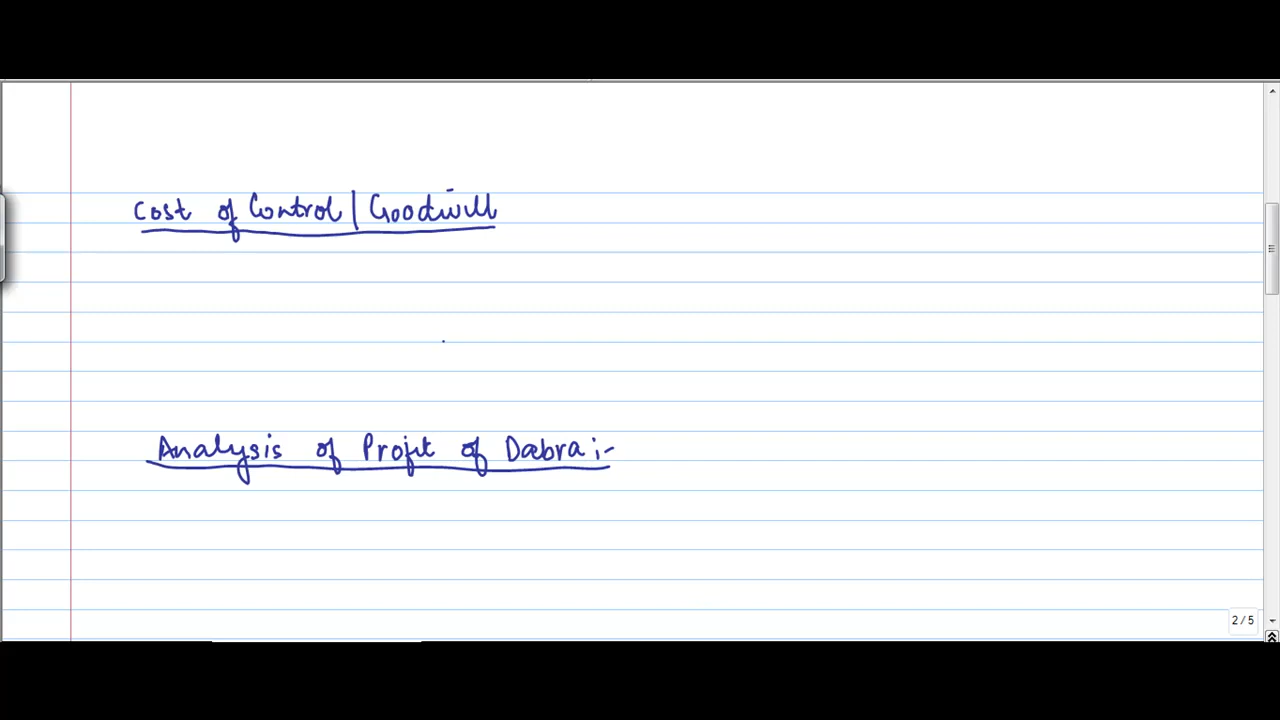 Cost of Control | Goodwill
Analysis of Profit of Dabra :-
2 / 5